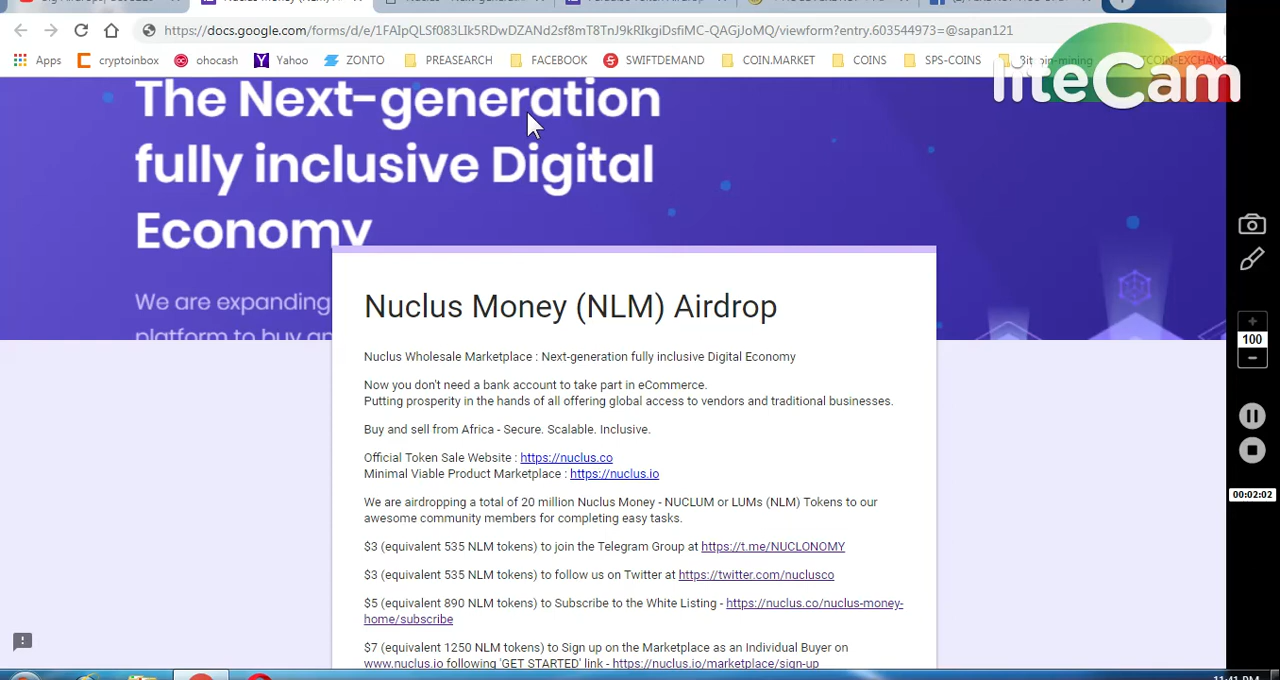 https://docs.google.com/forms/d/e/1FAIpQLSf083LIk5RDwDZANd2sf8mT8TnJ9kRIkgiDsfiMC-QAGjJoMQ/viewform?entry.603544973=@sapan121
Apps cryptoinbox ohocash Yahoo ZONTO PREASEARCH FACEBOOK SWIFTDEMAND COIN.MARKET COINS SPS-COINS
liteCam
The Next-generation
fully inclusive Digital
Economy
We are expanding
platform to buy an
Nuclus Money (NLM) Airdrop
Nuclus Wholesale Marketplace : Next-generation fully inclusive Digital Economy
Now you don't need a bank account to take part in eCommerce.
Putting prosperity in the hands of all offering global access to vendors and traditional businesses.
Buy and sell from Africa - Secure. Scalable. Inclusive.
Official Token Sale Website : https://nuclus.co
Minimal Viable Product Marketplace : https://nuclus.io
We are airdropping a total of 20 million Nuclus Money - NUCLUM or LUMs (NLM) Tokens to our
awesome community members for completing easy tasks.
$3 (equivalent 535 NLM tokens) to join the Telegram Group at https://t.me/NUCLONOMY
$3 (equivalent 535 NLM tokens) to follow us on Twitter at https://twitter.com/nuclusco
$5 (equivalent 890 NLM tokens) to Subscribe to the White Listing - https://nuclus.co/nuclus-money-
home/subscribe
$7 (equivalent 1250 NLM tokens) to Sign up on the Marketplace as an Individual Buyer on
www.nuclus.io following 'GET STARTED' link - https://nuclus.io/marketplace/sign-up
100
00:02:02
11:41 PM